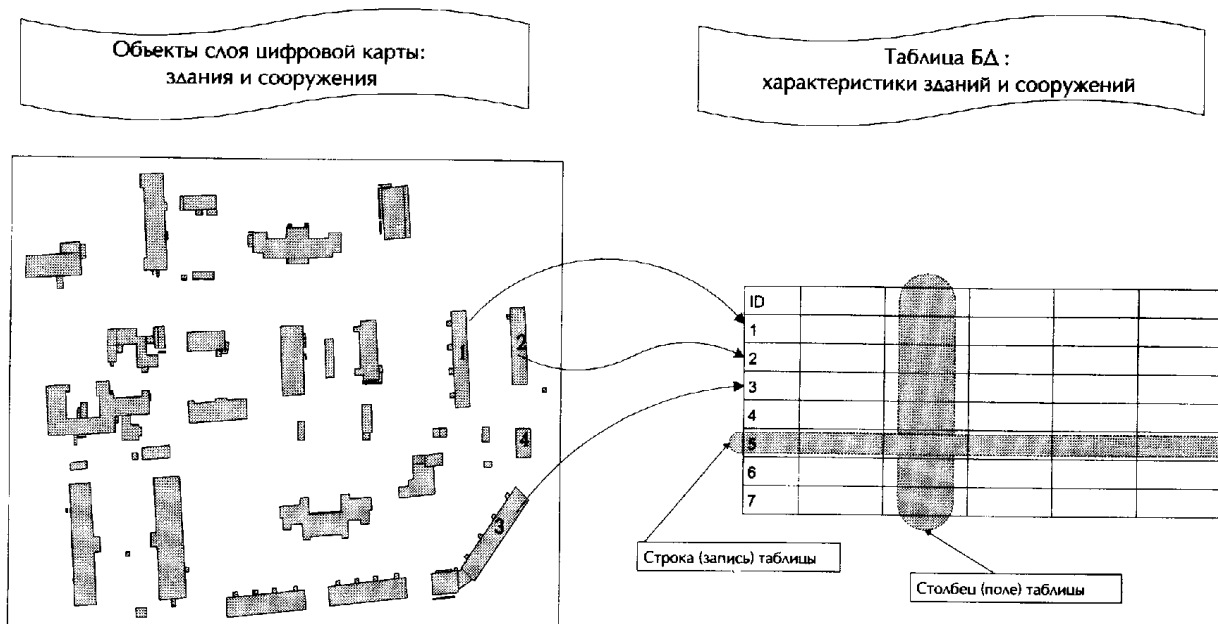 Объекты слоя цифровой карты:
здания и сооружения
Таблица БД :
характеристики зданий и сооружений
1
2
4
3
ID
1
2
3
4
5
6
7
Строка (запись) таблицы
Столбец (поле) таблицы